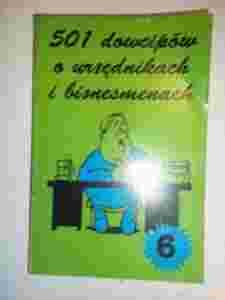 501 dowcipów
o urzędnikach
i biznesmenach
6